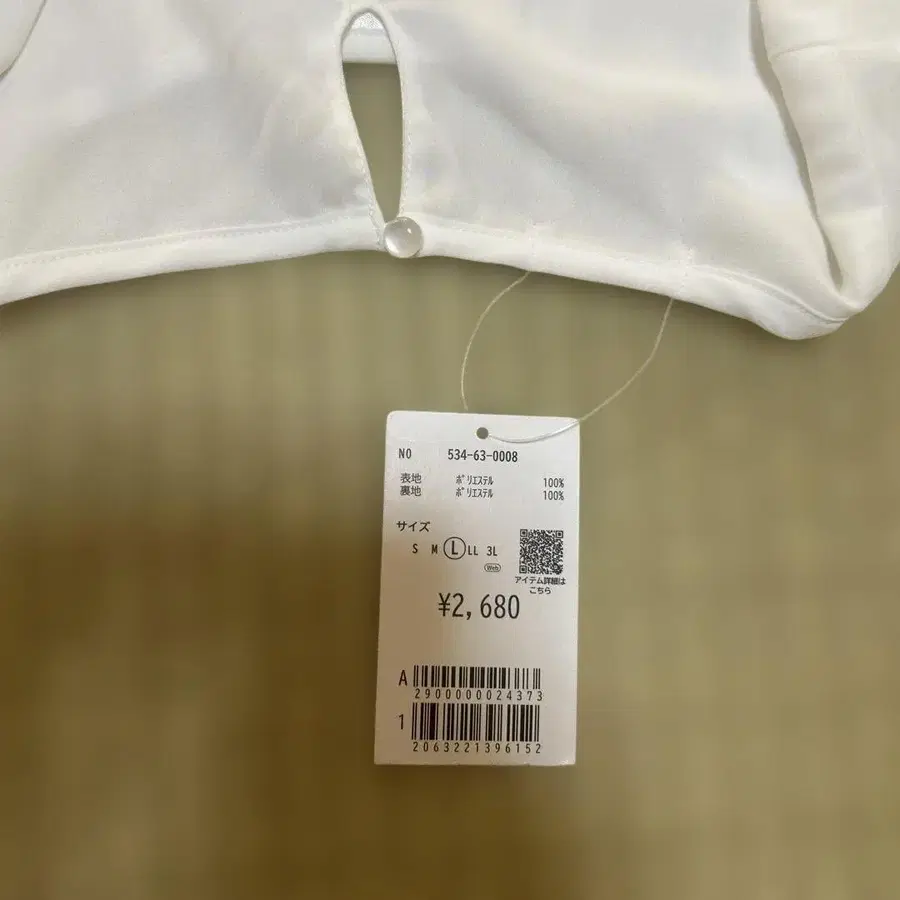 NO 534-63-0008
表地 ﾎﾟﾘｴｽﾃﾙ 100%
裏地 ﾎﾟﾘｴｽﾃﾙ 100%
サイズ
S M L LL 3L
Web
アイテム詳細は
こちら
¥2,680
A
2900000024373
1
2063221396152